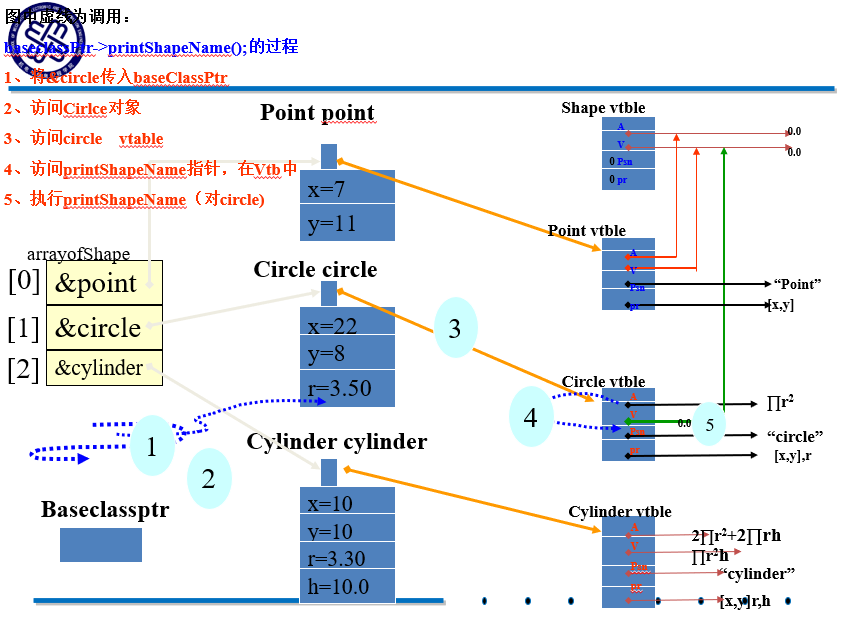 图中虚线为调用：
baseclassPtr->printShapeName();的过程
1、将&circle传入baseClassPtr
2、访问Cirlce对象
3、访问circle vtable
4、访问printShapeName指针，在Vtb中
5、执行printShapeName（对circle)
arrayofShape
[0] &point
[1] &circle
[2] &cylinder
1
2
Baseclassptr
Point point
x=7
y=11
Circle circle
x=22
y=8
r=3.50
3
4
Cylinder cylinder
x=10
y=10
r=3.30
h=10.0
Shape vtble
A 0.0
V 0.0
0 Psn
0 pr
Point vtble
A
V
Psn “Point”
pr [x,y]
Circle vtble
A ∏r2
V 0.0 5
Psn “circle”
pr [x,y],r
Cylinder vtble
A 2∏r2+2∏rh
V ∏r2h
Psn “cylinder”
pr [x,y]r,h